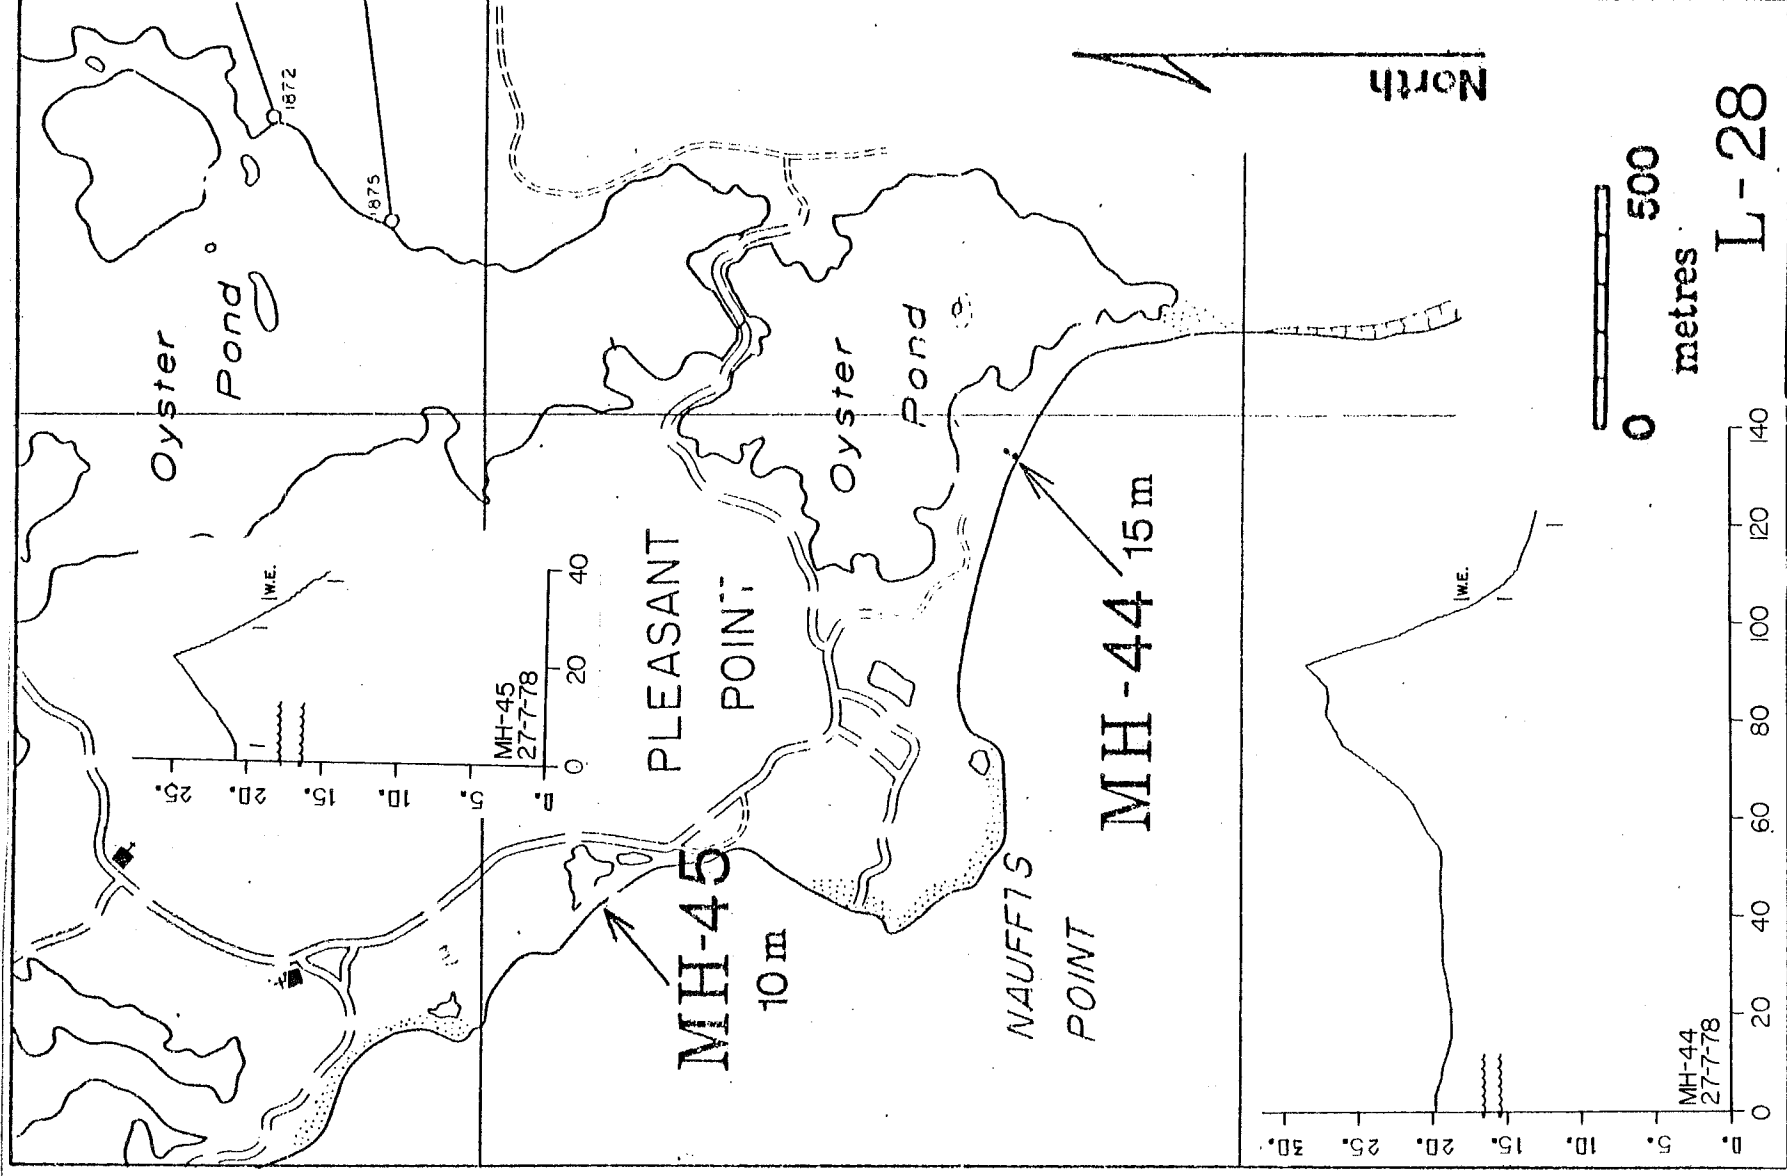 1872
1875
Oyster
Pond
North
W.E.
25.
20.
15.
10.
5.
0.
0
20
40
MH-45
27-7-78
PLEASANT
POINT
Oyster
Pond
MH-45
10m
MH-44 15m
NAUFFTS
POINT
0 500
metres
L-28
W.E.
30.
25.
20.
15.
10.
5.
0.
MH-44
27-7-78
0 20 40 60 80 100 120 140